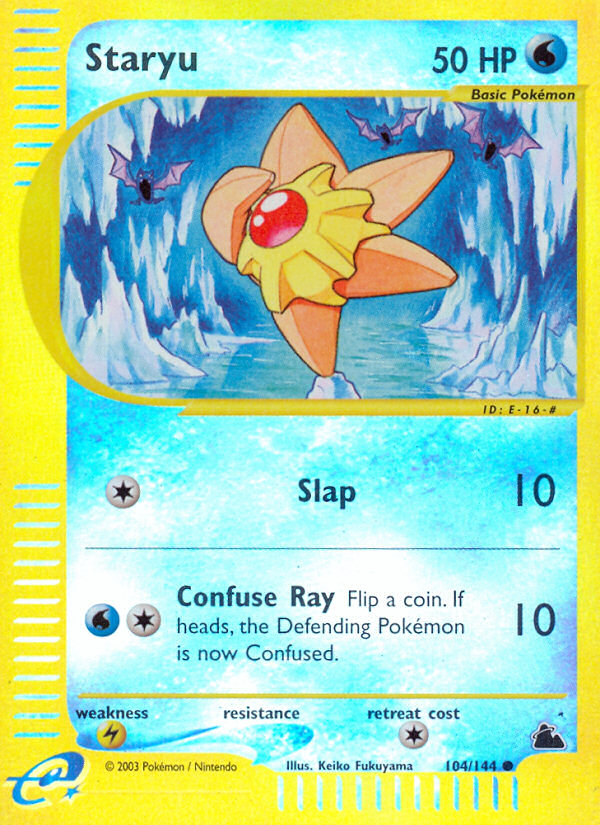 Staryu 50 HP
Basic Pokémon
ID: E-16-#
Slap 10
Confuse Ray Flip a coin. If
heads, the Defending Pokémon 10
is now Confused.
weakness resistance retreat cost
© 2003 Pokémon / Nintendo Illus. Keiko Fukuyama 104/144
e